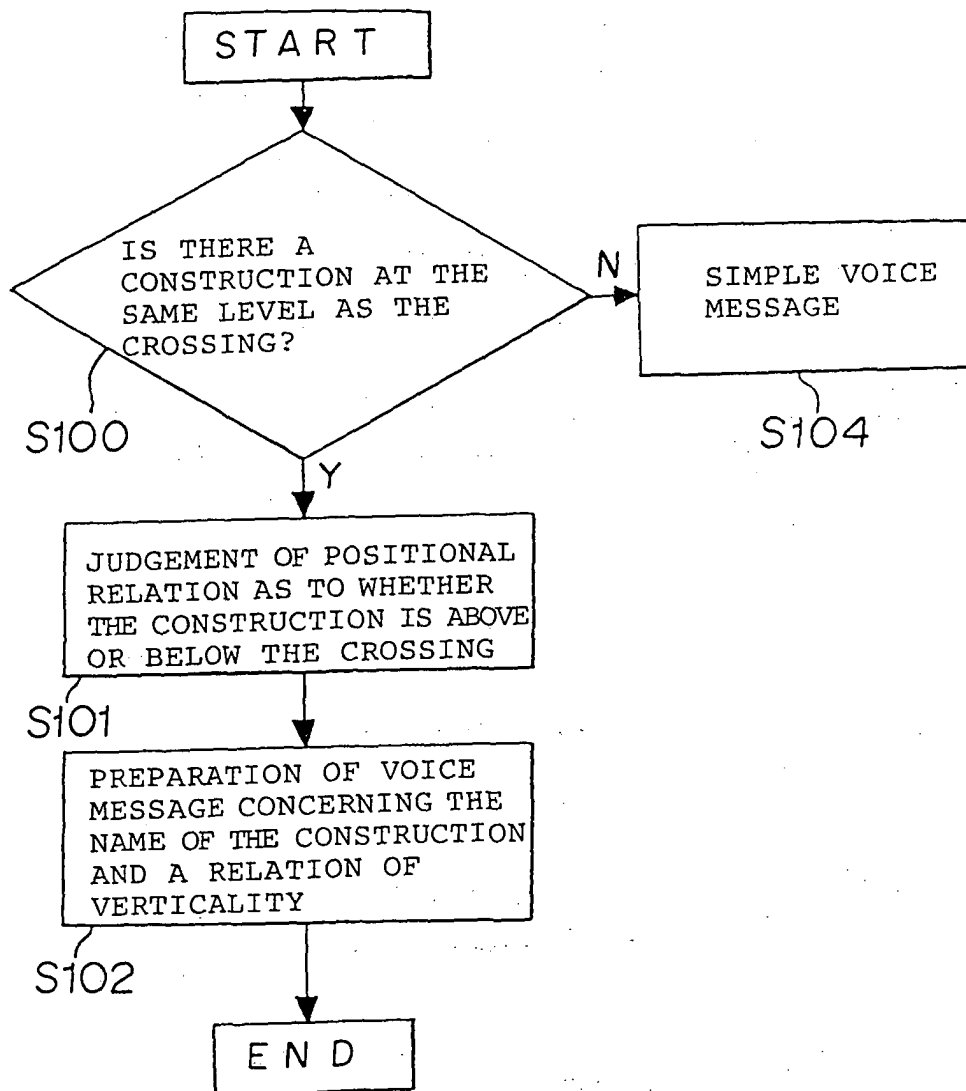 START
IS THERE A
CONSTRUCTION AT THE
SAME LEVEL AS THE
CROSSING?
N
SIMPLE VOICE
MESSAGE
S100
S104
Y
JUDGEMENT OF POSITIONAL
RELATION AS TO WHETHER
THE CONSTRUCTION IS ABOVE
OR BELOW THE CROSSING
S101
PREPARATION OF VOICE
MESSAGE CONCERNING THE
NAME OF THE CONSTRUCTION
AND A RELATION OF
VERTICALITY
S102
END